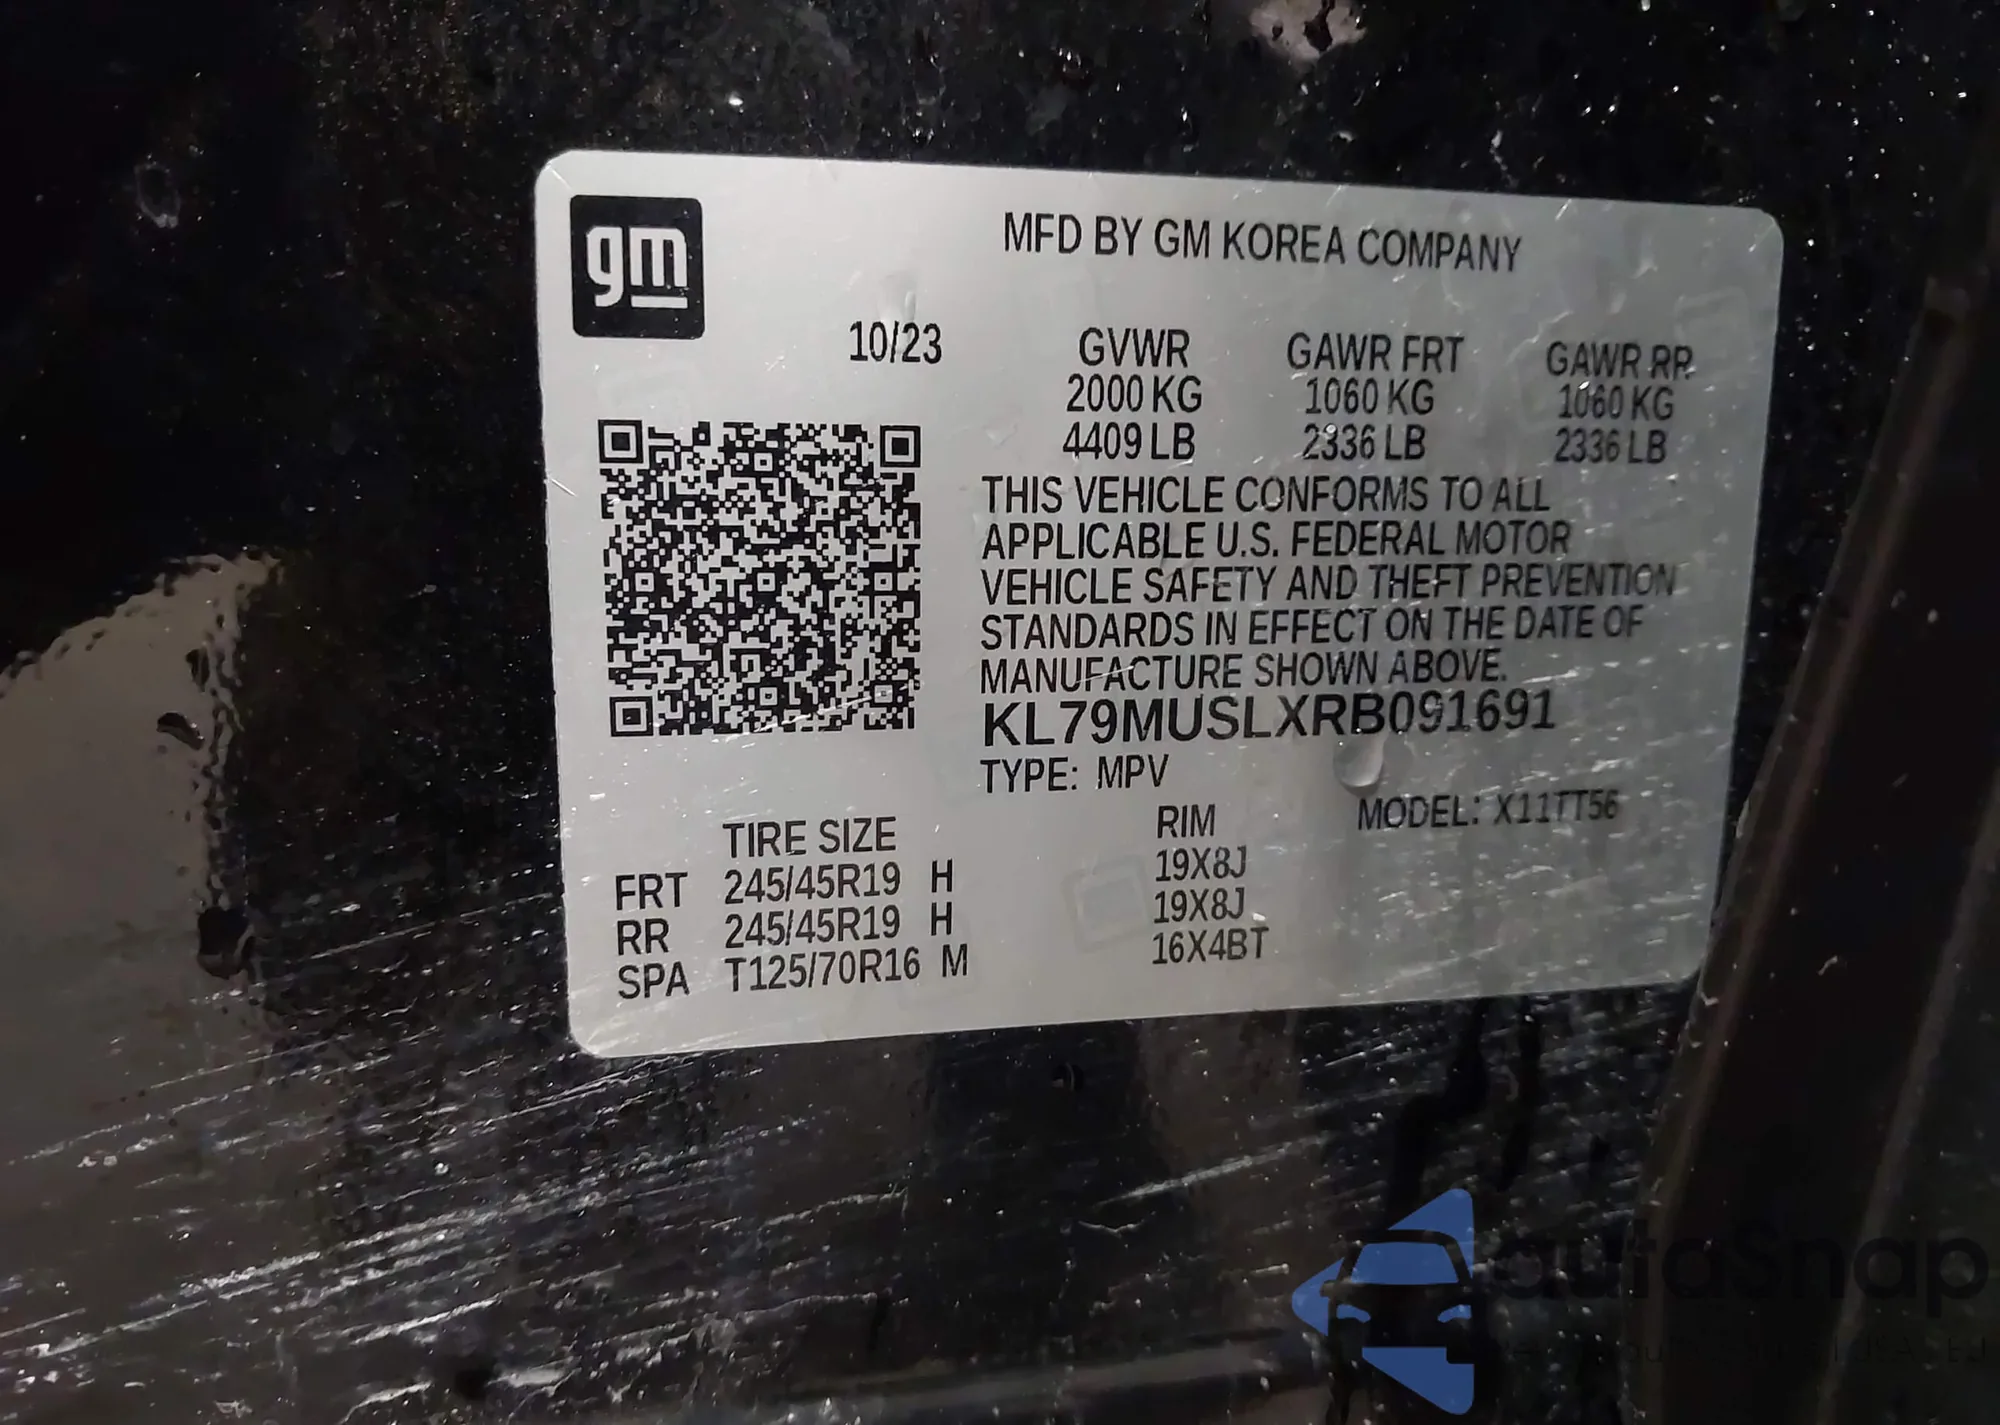 gm
MFD BY GM KOREA COMPANY
10/23
GVWR GAWR FRT GAWR RR
2000 KG 1060 KG 1060 KG
4409 LB 2336 LB 2336 LB
THIS VEHICLE CONFORMS TO ALL
APPLICABLE U.S. FEDERAL MOTOR
VEHICLE SAFETY AND THEFT PREVENTION
STANDARDS IN EFFECT ON THE DATE OF
MANUFACTURE SHOWN ABOVE.
KL79MUSLXRB091691
TYPE: MPV
MODEL: X11TT56
TIRE SIZE RIM
FRT 245/45R19 H 19X8J
RR 245/45R19 H 19X8J
SPA T125/70R16 M 16X4BT
autosnap